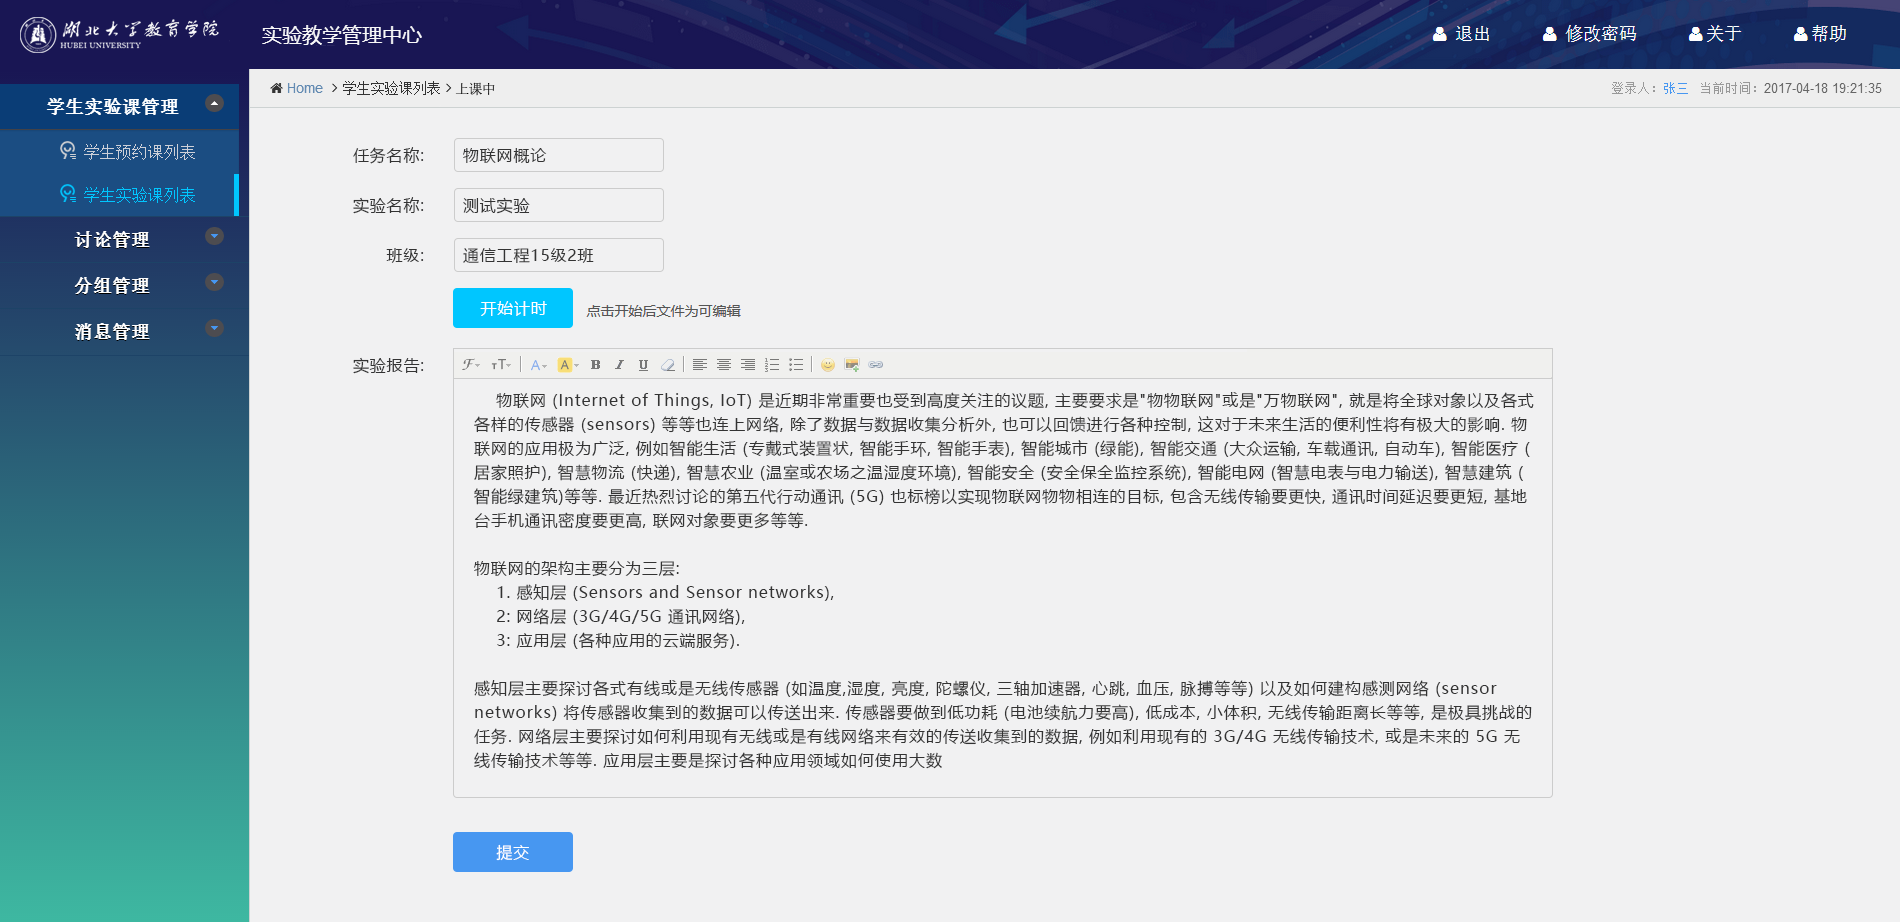 湖北大学教育学院
HUBEI UNIVERSITY
实验教学管理中心
退出
修改密码
关于
帮助
学生实验课管理
学生预约课列表
学生实验课列表
讨论管理
分组管理
消息管理
Home > 学生实验课列表 > 上课中
登录人：张三 当前时间：2017-04-18 19:21:35
任务名称: 物联网概论
实验名称: 测试实验
班级: 通信工程15级2班
开始计时 点击开始后文件为可编辑
实验报告:
物联网 (Internet of Things, IoT) 是近期非常重要也受到高度关注的议题, 主要要求是"物物联网"或是"万物联网", 就是将全球对象以及各式
各样的传感器 (sensors) 等等也连上网络, 除了数据与数据收集分析外, 也可以回馈进行各种控制, 这对于未来生活的便利性将有极大的影响. 物
联网的应用极为广泛, 例如智能生活 (专戴式装置状, 智能手环, 智能手表), 智能城市 (绿能), 智能交通 (大众运输, 车载通讯, 自动车), 智能医疗 (
居家照护), 智慧物流 (快递), 智慧农业 (温室或农场之温湿度环境), 智能安全 (安全保全监控系统), 智能电网 (智慧电表与电力输送), 智慧建筑 (
智能绿建筑)等等. 最近热烈讨论的第五代行动通讯 (5G) 也标榜以实现物联网物物相连的目标, 包含无线传输要更快, 通讯时间延迟要更短, 基地
台手机通讯密度要更高, 联网对象要更多等等.
物联网的架构主要分为三层:
1. 感知层 (Sensors and Sensor networks),
2: 网络层 (3G/4G/5G 通讯网络),
3: 应用层 (各种应用的云端服务).
感知层主要探讨各式有线或是无线传感器 (如温度,湿度, 亮度, 陀螺仪, 三轴加速器, 心跳, 血压, 脉搏等等) 以及如何建构感测网络 (sensor
networks) 将传感器收集到的数据可以传送出来. 传感器要做到低功耗 (电池续航力要高), 低成本, 小体积, 无线传输距离长等等, 是极具挑战的
任务. 网络层主要探讨如何利用现有无线或是有线网络来有效的传送收集到的数据, 例如利用现有的 3G/4G 无线传输技术, 或是未来的 5G 无
线传输技术等等. 应用层主要是探讨各种应用领域如何使用大数
提交